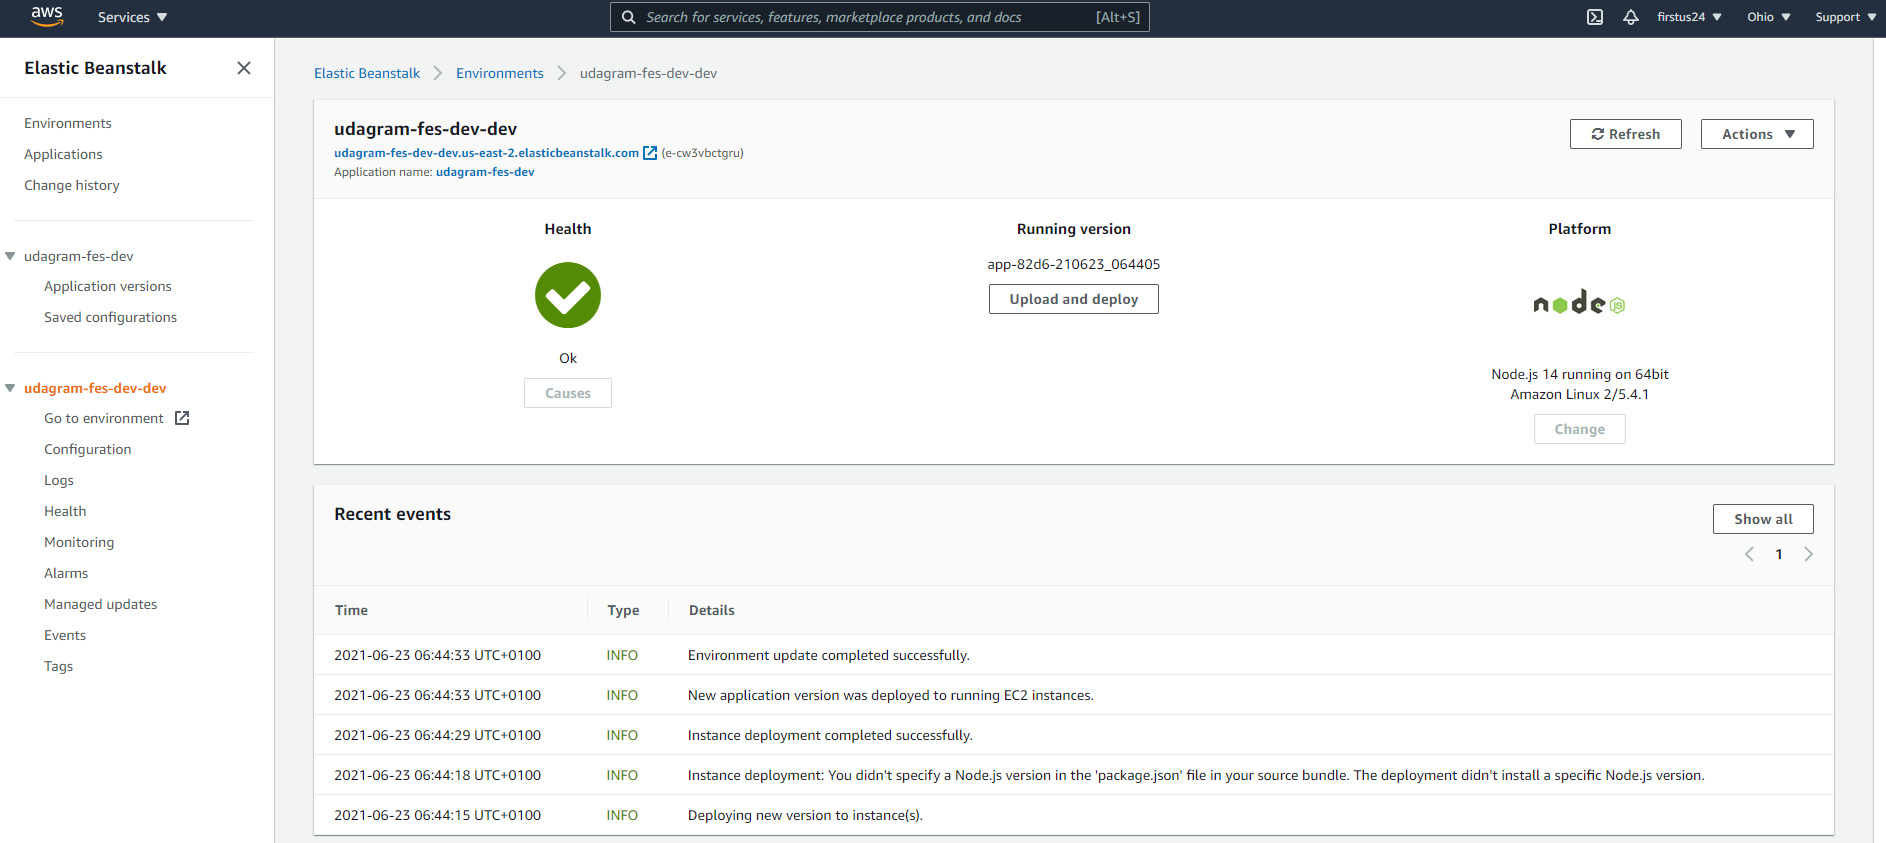 aws
Services
Search for services, features, marketplace products, and docs
[Alt+S]
firstus24
Ohio
Support
Elastic Beanstalk
Environments
Applications
Change history
udagram-fes-dev
Application versions
Saved configurations
udagram-fes-dev-dev
Go to environment
Configuration
Logs
Health
Monitoring
Alarms
Managed updates
Events
Tags
Elastic Beanstalk
Environments
udagram-fes-dev-dev
udagram-fes-dev-dev
udagram-fes-dev-dev.us-east-2.elasticbeanstalk.com (e-cw3vbctgru)
Application name: udagram-fes-dev
Refresh
Actions
Health
Ok
Causes
Running version
app-82d6-210623_064405
Upload and deploy
Platform
node JS
Node.js 14 running on 64bit
Amazon Linux 2/5.4.1
Change
Recent events
Show all
1
Time Type Details
2021-06-23 06:44:33 UTC+0100 INFO Environment update completed successfully.
2021-06-23 06:44:33 UTC+0100 INFO New application version was deployed to running EC2 instances.
2021-06-23 06:44:29 UTC+0100 INFO Instance deployment completed successfully.
2021-06-23 06:44:18 UTC+0100 INFO Instance deployment: You didn't specify a Node.js version in the 'package.json' file in your source bundle. The deployment didn't install a specific Node.js version.
2021-06-23 06:44:15 UTC+0100 INFO Deploying new version to instance(s).